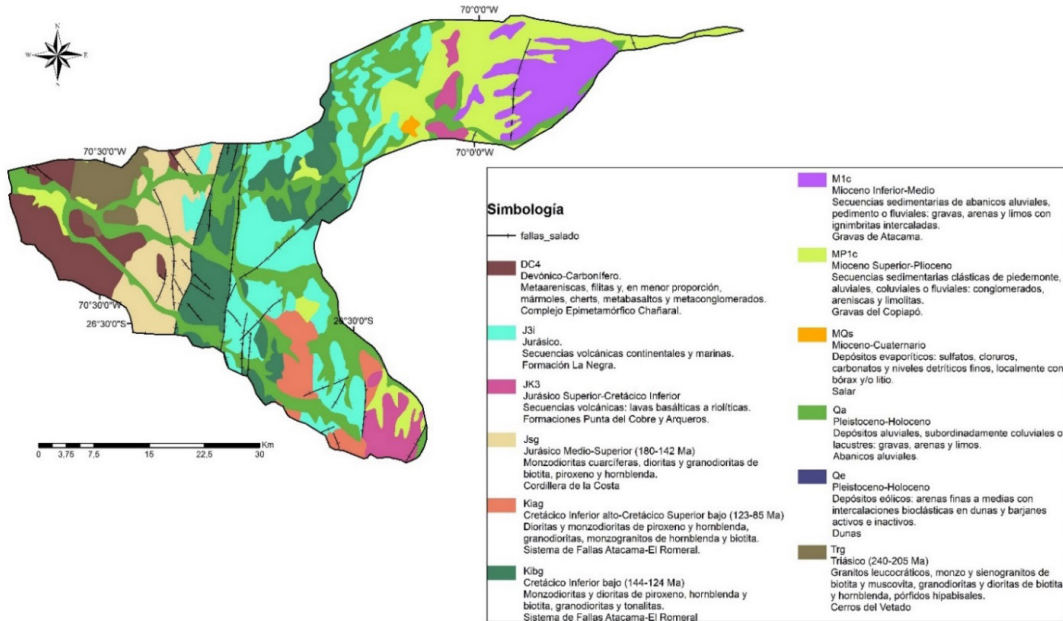 70°0'0"W
N
W
E
S
70°30'0"W
70°0'0"W
70°30'0"W
26°30'0"S
26°30'0"S
Km
0 3,75 7,5 15 22,5 30
Simbología
fallas_salado
DC4
Devónico-Carbonífero.
Metaareniscas, filitas y, en menor proporción,
mármoles, cherts, metabasaltos y metaconglomerados.
Complejo Epimetamórfico Chañaral.
J3i
Jurásico.
Secuencias volcánicas continentales y marinas.
Formación La Negra.
JK3
Jurásico Superior-Cretácico Inferior
Secuencias volcánicas: lavas basálticas a riolíticas.
Formaciones Punta del Cobre y Arqueros.
Jsg
Jurásico Medio-Superior (180-142 Ma)
Monzodioritas cuarcíferas, dioritas y granodioritas de
biotita, piroxeno y hornblenda.
Cordillera de la Costa
Kiag
Cretácico Inferior alto-Cretácico Superior bajo (123-85 Ma)
Dioritas y monzodioritas de piroxeno y hornblenda,
granodioritas, monzogranitos de hornblenda y biotita.
Sistema de Fallas Atacama-El Romeral.
Kibg
Cretácico Inferior bajo (144-124 Ma)
Monzodioritas y dioritas de piroxeno, hornblenda y
biotita, granodioritas y tonalitas.
Sistema de Fallas Atacama-El Romeral
M1c
Mioceno Inferior-Medio
Secuencias sedimentarias de abanicos aluviales,
pedimento o fluviales: gravas, arenas y limos con
ignimbritas intercaladas.
Gravas de Atacama.
MP1c
Mioceno Superior-Plioceno
Secuencias sedimentarias clásticas de piedemonte,
aluviales, coluviales o fluviales: conglomerados,
areniscas y limolitas.
Gravas del Copiapó.
MQs
Mioceno-Cuaternario
Depósitos evaporíticos: sulfatos, cloruros,
carbonatos y niveles detríticos finos, localmente con
bórax y/o litio.
Salar
Qa
Pleistoceno-Holoceno
Depósitos aluviales, subordinadamente coluviales o
lacustres: gravas, arenas y limos.
Abanicos aluviales.
Qe
Pleistoceno-Holoceno
Depósitos eólicos: arenas finas a medias con
intercalaciones bioclásticas en dunas y barjanes
activos e inactivos.
Dunas
Trg
Triásico (240-205 Ma)
Granitos leucocráticos, monzo y sienogranitos de
biotita y muscovita, granodioritas y dioritas de biotita
y hornblenda, pórfidos hipabisales.
Cerros del Vetado